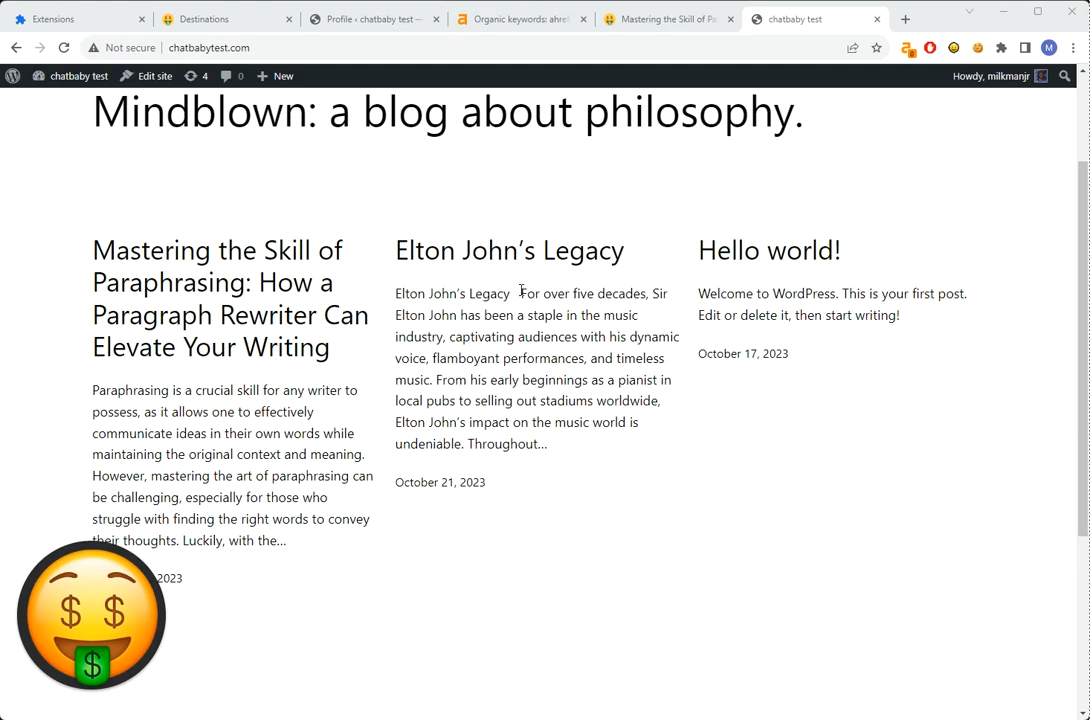 Extensions
Destinations
Profile ‹ chatbaby test —
Organic keywords: ahref
Mastering the Skill of Pa
chatbaby test
Not secure
chatbabytest.com
M
chatbaby test
Edit site
4
0
New
Howdy, milkmanjr
Mindblown: a blog about philosophy.
Mastering the Skill of
Paraphrasing: How a
Paragraph Rewriter Can
Elevate Your Writing
Paraphrasing is a crucial skill for any writer to
possess, as it allows one to effectively
communicate ideas in their own words while
maintaining the original context and meaning.
However, mastering the art of paraphrasing can
be challenging, especially for those who
struggle with finding the right words to convey
their thoughts. Luckily, with the…
2023
Elton John’s Legacy
Elton John’s Legacy   For over five decades, Sir
Elton John has been a staple in the music
industry, captivating audiences with his dynamic
voice, flamboyant performances, and timeless
music. From his early beginnings as a pianist in
local pubs to selling out stadiums worldwide,
Elton John’s impact on the music world is
undeniable. Throughout…
October 21, 2023
Hello world!
Welcome to WordPress. This is your first post.
Edit or delete it, then start writing!
October 17, 2023
$ $
$